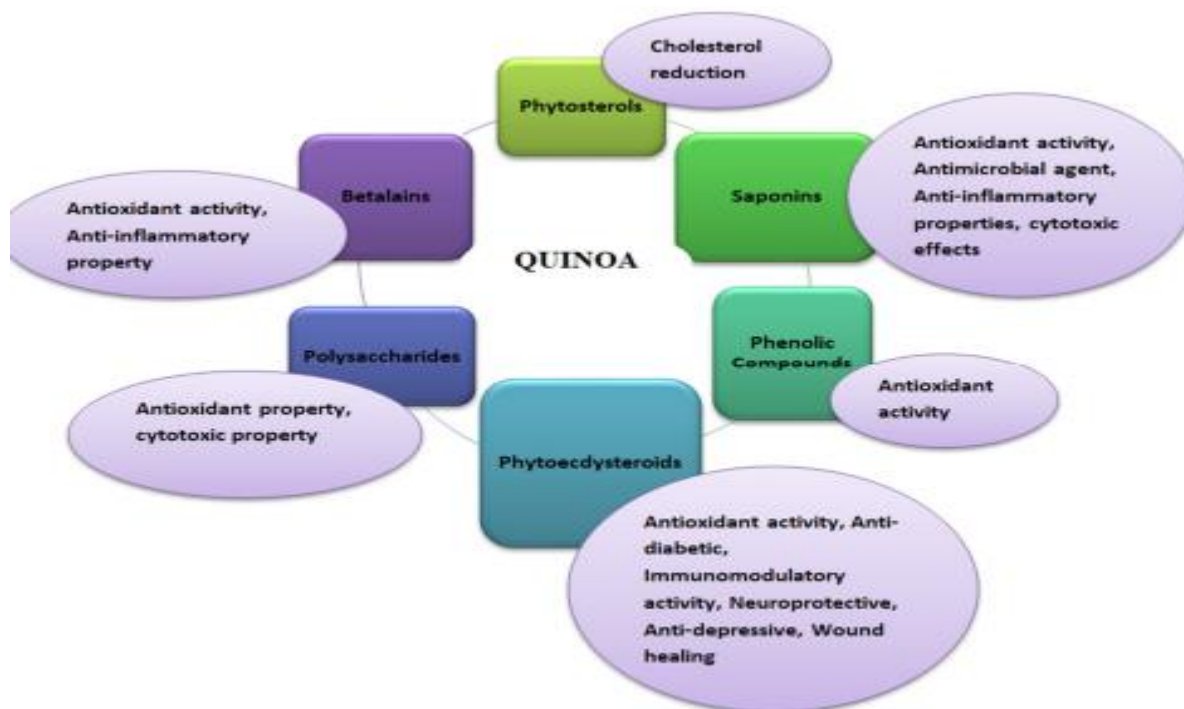 Cholesterol
reduction
Phytosterols
Antioxidant activity,
Antimicrobial agent,
Anti-inflammatory
properties, cytotoxic
effects
Saponins
Betalains
Antioxidant activity,
Anti-inflammatory
property
QUINOA
Phenolic
Compounds
Antioxidant
activity
Polysaccharides
Antioxidant property,
cytotoxic property
Phytoecdysteroids
Antioxidant activity, Anti-
diabetic,
Immunomodulatory
activity, Neuroprotective,
Anti-depressive, Wound
healing